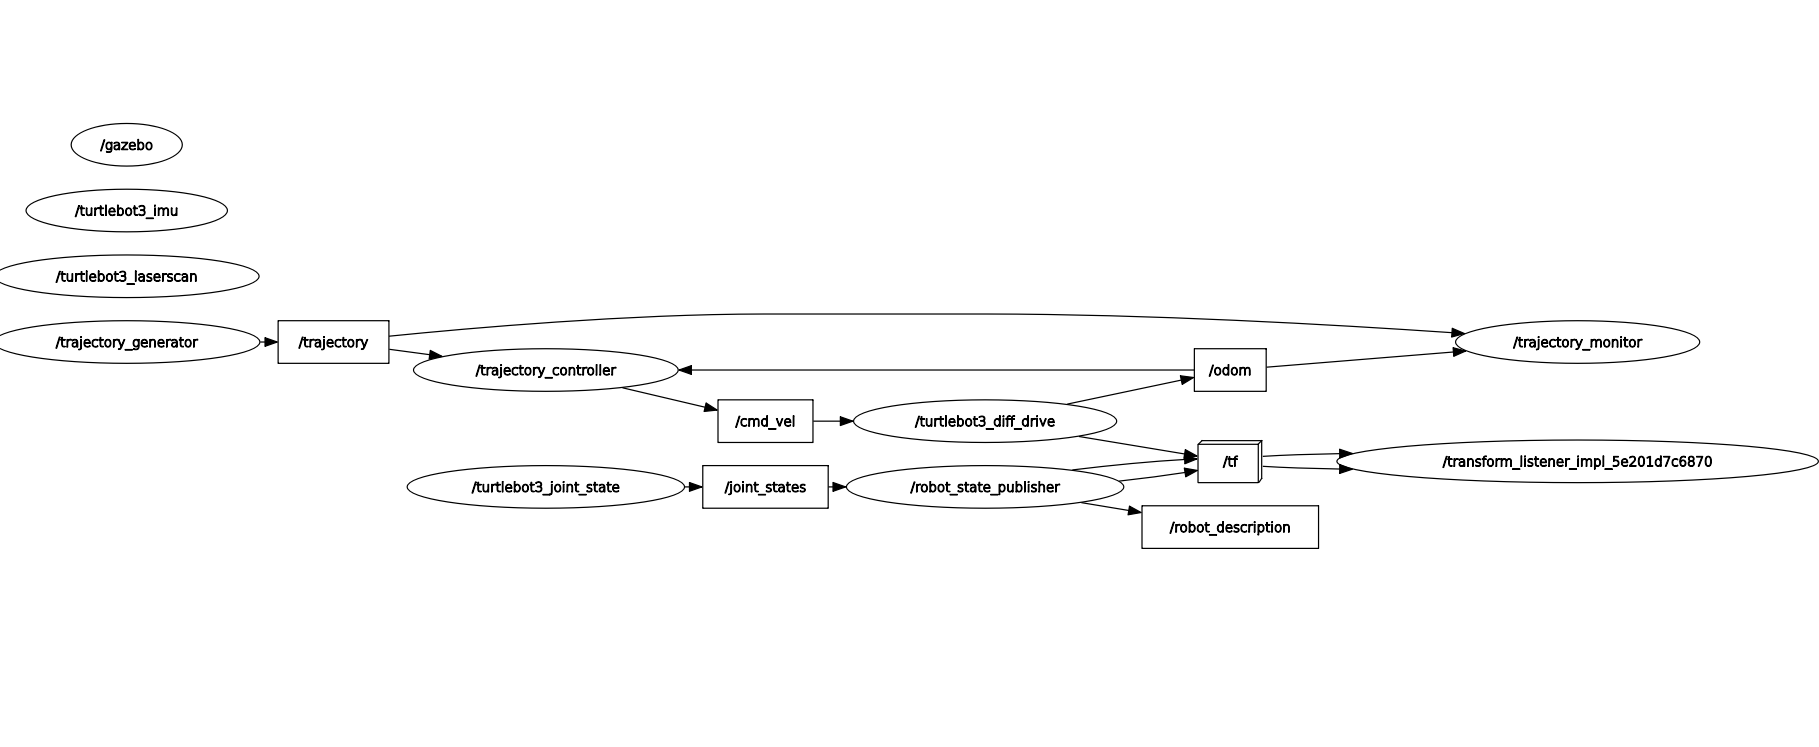 /gazebo
/turtlebot3_imu
/turtlebot3_laserscan
/trajectory_generator
/trajectory
/trajectory_controller
/odom
/trajectory_monitor
/cmd_vel
/turtlebot3_diff_drive
/tf
/transform_listener_impl_5e201d7c6870
/turtlebot3_joint_state
/joint_states
/robot_state_publisher
/robot_description